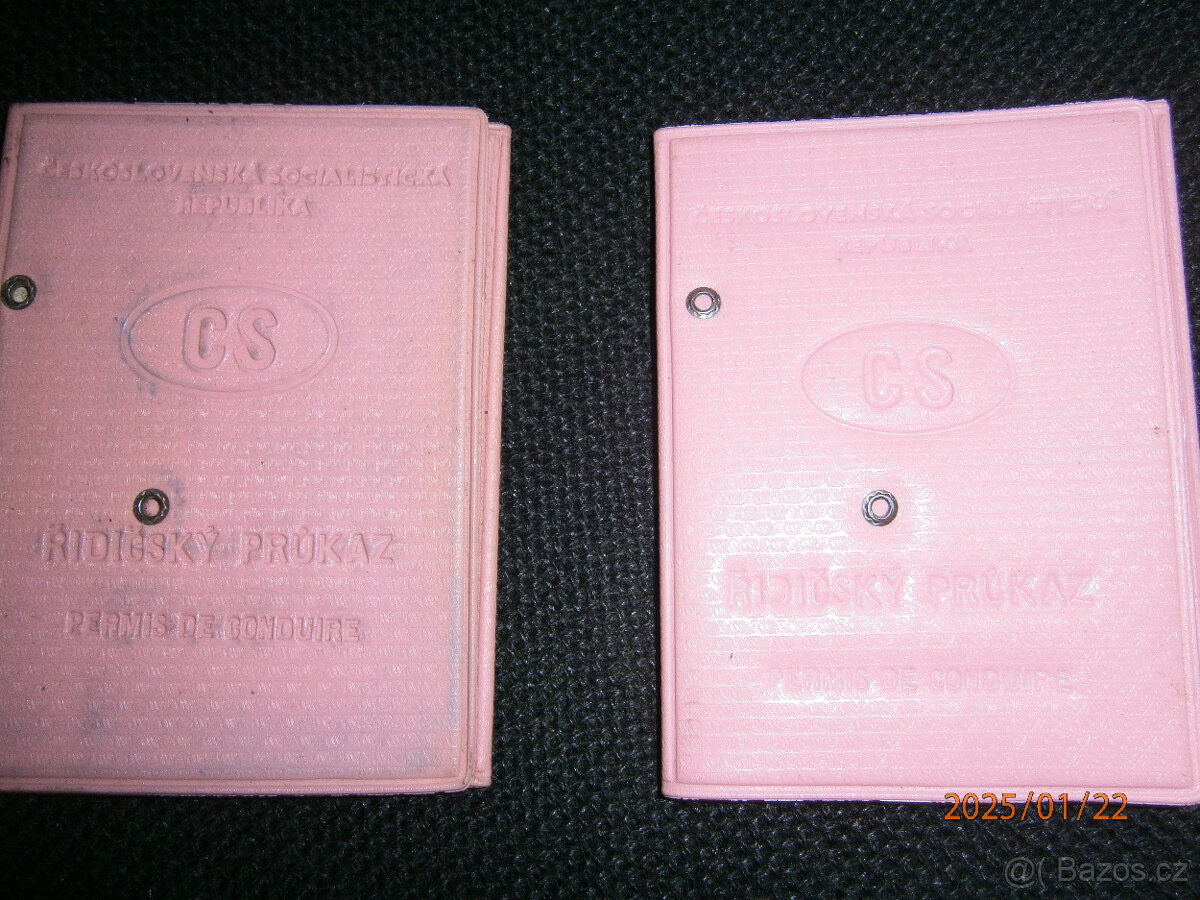 ČESKOSLOVENSKÁ SOCIALISTICKÁ
REPUBLIKA
CS
ŘIDIČSKÝ PRŮKAZ
PERMIS DE CONDUIRE
ČESKOSLOVENSKÁ SOCIALISTICKÁ
REPUBLIKA
CS
ŘIDIČSKÝ PRŮKAZ
PERMIS DE CONDUIRE
2025/01/22
Bazos.cz